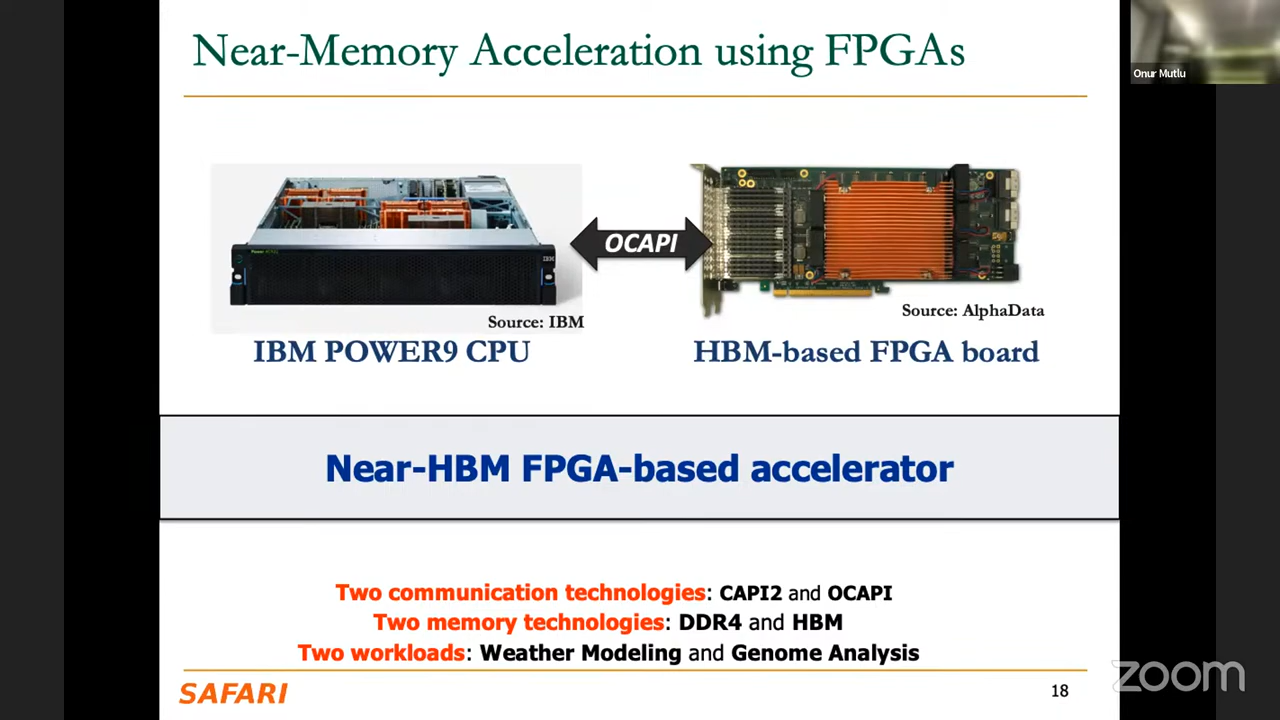 Near-Memory Acceleration using FPGAs
Onur Mutlu
OCAPI
Source: IBM
Source: AlphaData
IBM POWER9 CPU
HBM-based FPGA board
Near-HBM FPGA-based accelerator
Two communication technologies: CAPI2 and OCAPI
Two memory technologies: DDR4 and HBM
Two workloads: Weather Modeling and Genome Analysis
SAFARI
18
zoom